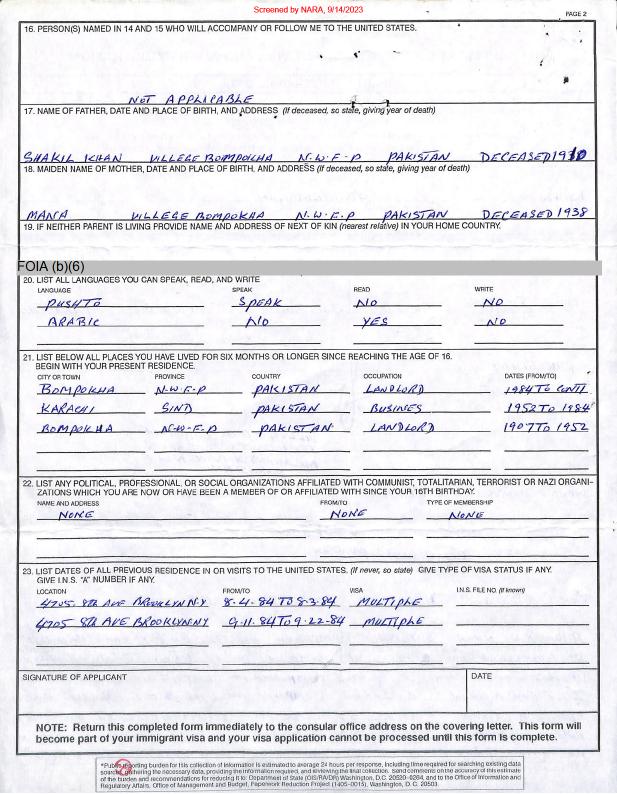 Screened by NARA, 9/14/2023
PAGE 2
16. PERSON(S) NAMED IN 14 AND 15 WHO WILL ACCOMPANY OR FOLLOW ME TO THE UNITED STATES.
NOT APPLICABLE
17. NAME OF FATHER, DATE AND PLACE OF BIRTH, AND ADDRESS (If deceased, so state, giving year of death)
SHAKIL KHAN VILLEGE BOMPOKHA N.W.F-P PAKISTAN DECEASED 1910
18. MAIDEN NAME OF MOTHER, DATE AND PLACE OF BIRTH, AND ADDRESS (If deceased, so state, giving year of death)
MANA VILLEGE BOMPOKHA N.W.F.P PAKISTAN DECEASED 1938
19. IF NEITHER PARENT IS LIVING PROVIDE NAME AND ADDRESS OF NEXT OF KIN (nearest relative) IN YOUR HOME COUNTRY.
FOIA (b)(6)
20. LIST ALL LANGUAGES YOU CAN SPEAK, READ, AND WRITE
LANGUAGE SPEAK READ WRITE
PUSHTO SPEAK NO NO
ARABIC NO YES NO
21. LIST BELOW ALL PLACES YOU HAVE LIVED FOR SIX MONTHS OR LONGER SINCE REACHING THE AGE OF 16.
BEGIN WITH YOUR PRESENT RESIDENCE.
CITY OR TOWN PROVINCE COUNTRY OCCUPATION DATES (FROM/TO)
BOMPOKHA N.W.F-P PAKISTAN LANDLORD 1984 TO CONTI
KARACHI SIND PAKISTAN BUSINES 1952 TO 1984
BOMPOKHA N-W-F-P PAKISTAN LANDLORD 1907 TO 1952
22. LIST ANY POLITICAL, PROFESSIONAL, OR SOCIAL ORGANIZATIONS AFFILIATED WITH COMMUNIST, TOTALITARIAN, TERRORIST OR NAZI ORGANI-
ZATIONS WHICH YOU ARE NOW OR HAVE BEEN A MEMBER OF OR AFFILIATED WITH SINCE YOUR 16TH BIRTHDAY.
NAME AND ADDRESS FROM/TO TYPE OF MEMBERSHIP
NONE NONE NONE
23. LIST DATES OF ALL PREVIOUS RESIDENCE IN OR VISITS TO THE UNITED STATES. (If never, so state) GIVE TYPE OF VISA STATUS IF ANY.
GIVE I.N.S. "A" NUMBER IF ANY.
LOCATION FROM/TO VISA I.N.S. FILE NO. (If known)
4705 8TH AVE BROOKLYN N.Y 8-4-84 TO 8-3-84 MULTIPLE
4705 8TH AVE BROOKLYN NY 9-11-84 TO 9-22-84 MULTIPLE
SIGNATURE OF APPLICANT DATE
NOTE: Return this completed form immediately to the consular office address on the covering letter. This form will
become part of your immigrant visa and your visa application cannot be processed until this form is complete.
*Public reporting burden for this collection of information is estimated to average 24 hours per response, including time required for searching existing data
sources, gathering the necessary data, providing the information required, and reviewing the final collection. Send comments on the accuracy of this estimate
of the burden and recommendations for reducing it to: Department of State (OIS/RA/DR) Washington, D.C. 20520-0264, and to the Office of Information and
Regulatory Affairs, Office of Management and Budget, Paperwork Reduction Project (1405-0015), Washington, D.C. 20503.